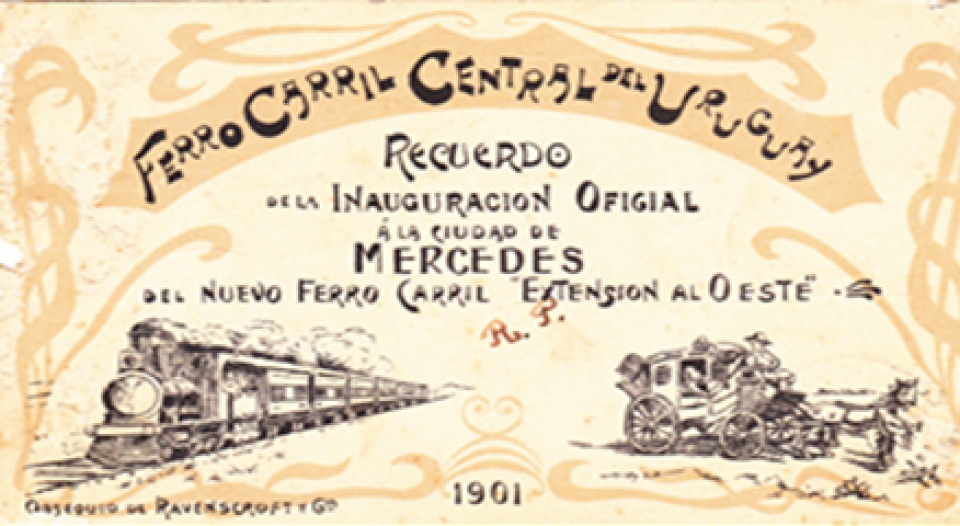 FERRO CARRIL CENTRAL DEL URUGUAY
RECUERDO
DE LA INAUGURACION OFICIAL
Á LA CIUDAD DE
MERCEDES
DEL NUEVO FERRO CARRIL "EXTENSION AL OESTE"
R. P.
1901
OBSEQUIO DE RAVENSCROFT Y Cº